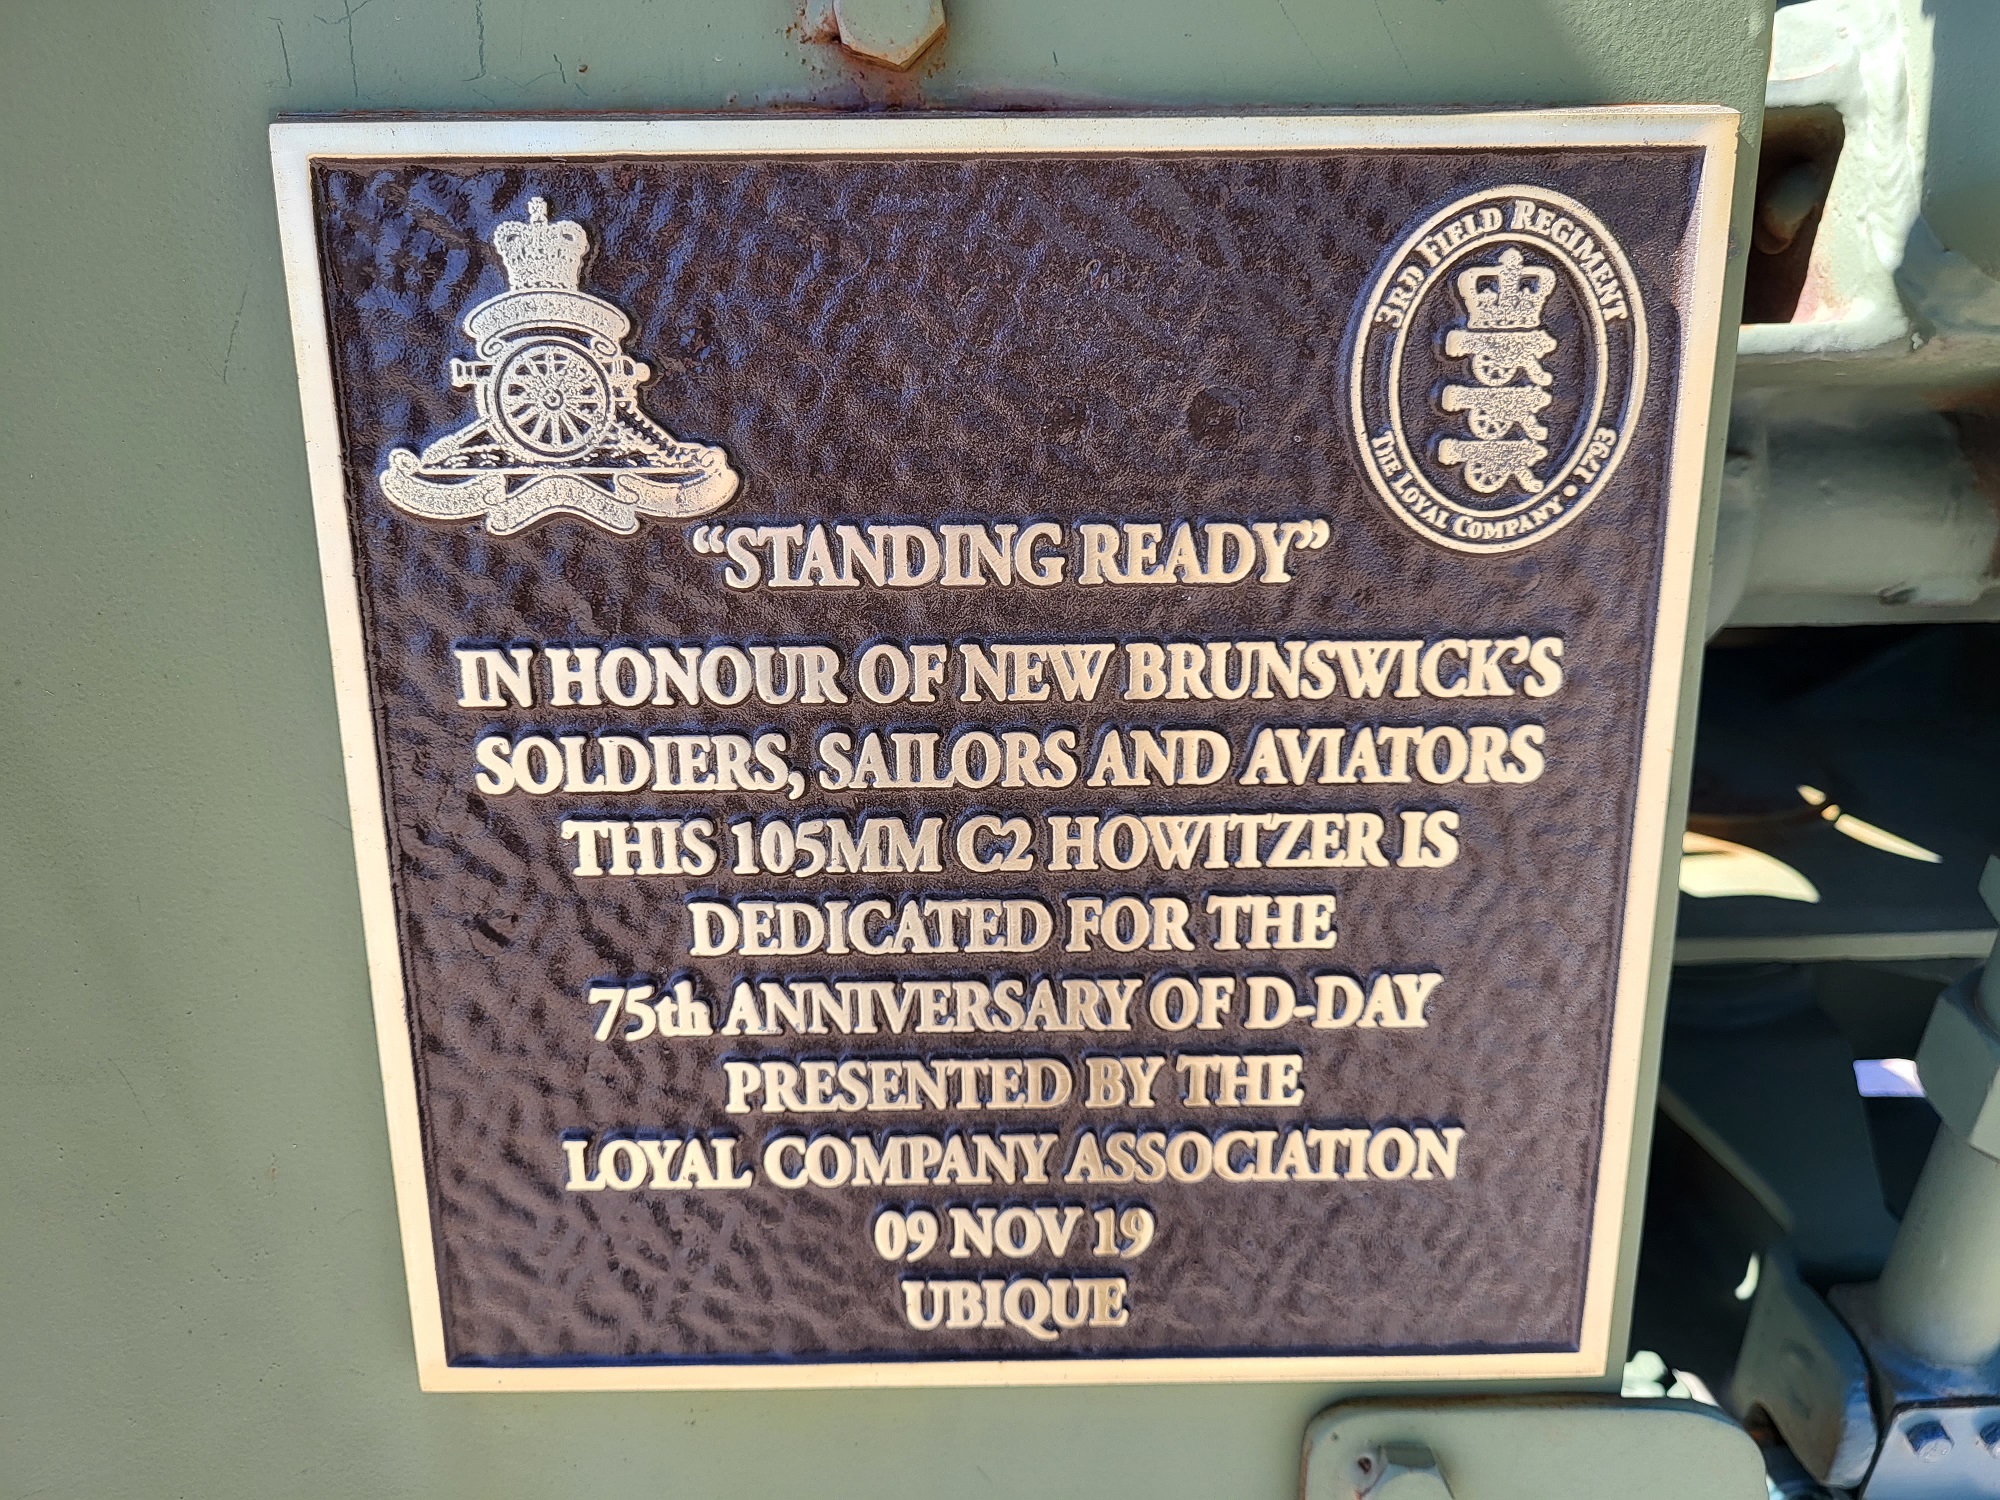 3RD FIELD REGIMENT
THE LOYAL COMPANY • 1793
“STANDING READY”
IN HONOUR OF NEW BRUNSWICK’S
SOLDIERS, SAILORS AND AVIATORS
THIS 105MM C2 HOWITZER IS
DEDICATED FOR THE
75th ANNIVERSARY OF D-DAY
PRESENTED BY THE
LOYAL COMPANY ASSOCIATION
09 NOV 19
UBIQUE